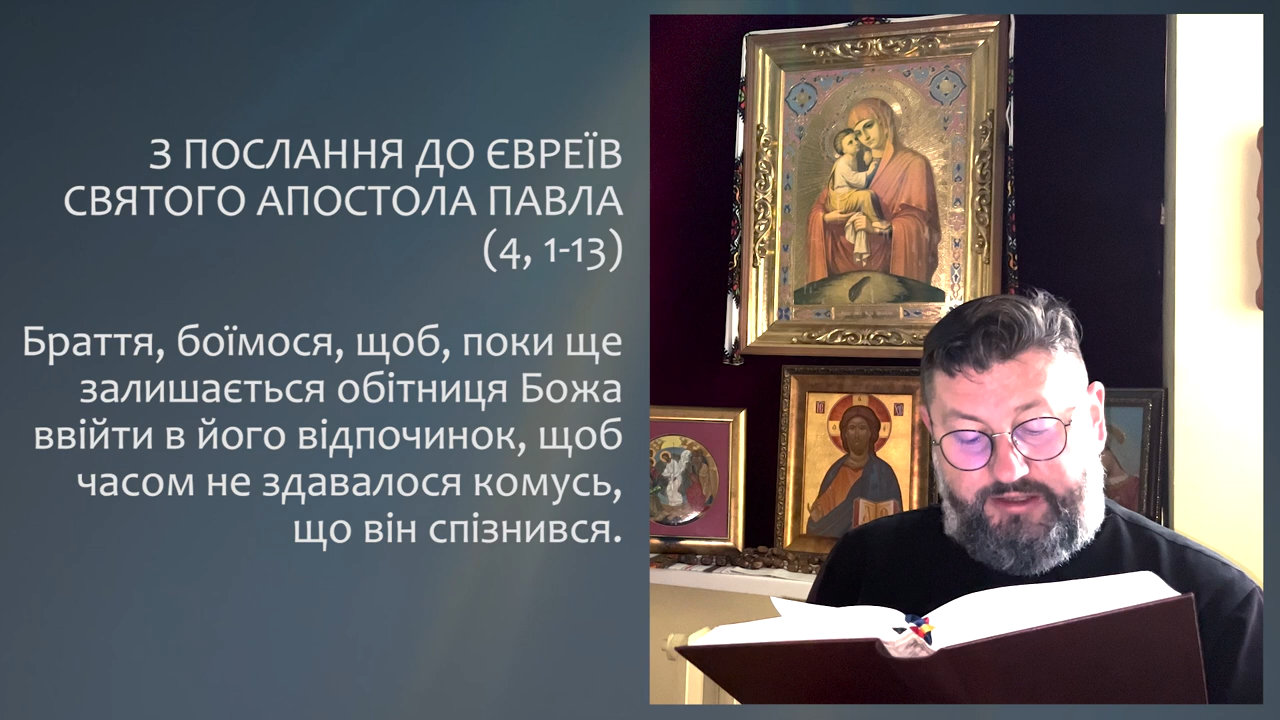 З ПОСЛАННЯ ДО ЄВРЕЇВ
СВЯТОГО АПОСТОЛА ПАВЛА
(4, 1-13)
Браття, боїмося, щоб, поки ще
залишається обітниця Божа
ввійти в його відпочинок, щоб
часом не здавалося комусь,
що він спізнився.